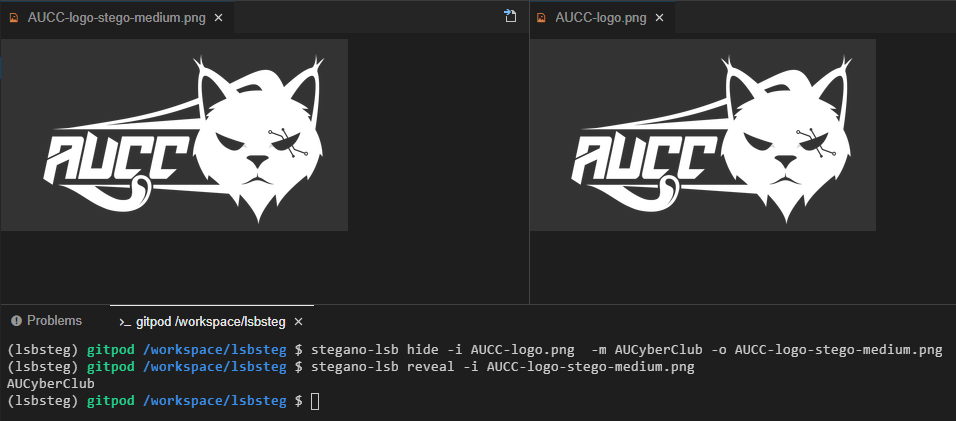 AUCC-logo-stego-medium.png
AUCC-logo.png
AUCC
AUCC
Problems
gitpod /workspace/lsbsteg
(lsbsteg) gitpod /workspace/lsbsteg $ stegano-lsb hide -i AUCC-logo.png  -m AUCyberClub -o AUCC-logo-stego-medium.png
(lsbsteg) gitpod /workspace/lsbsteg $ stegano-lsb reveal -i AUCC-logo-stego-medium.png
AUCyberClub
(lsbsteg) gitpod /workspace/lsbsteg $